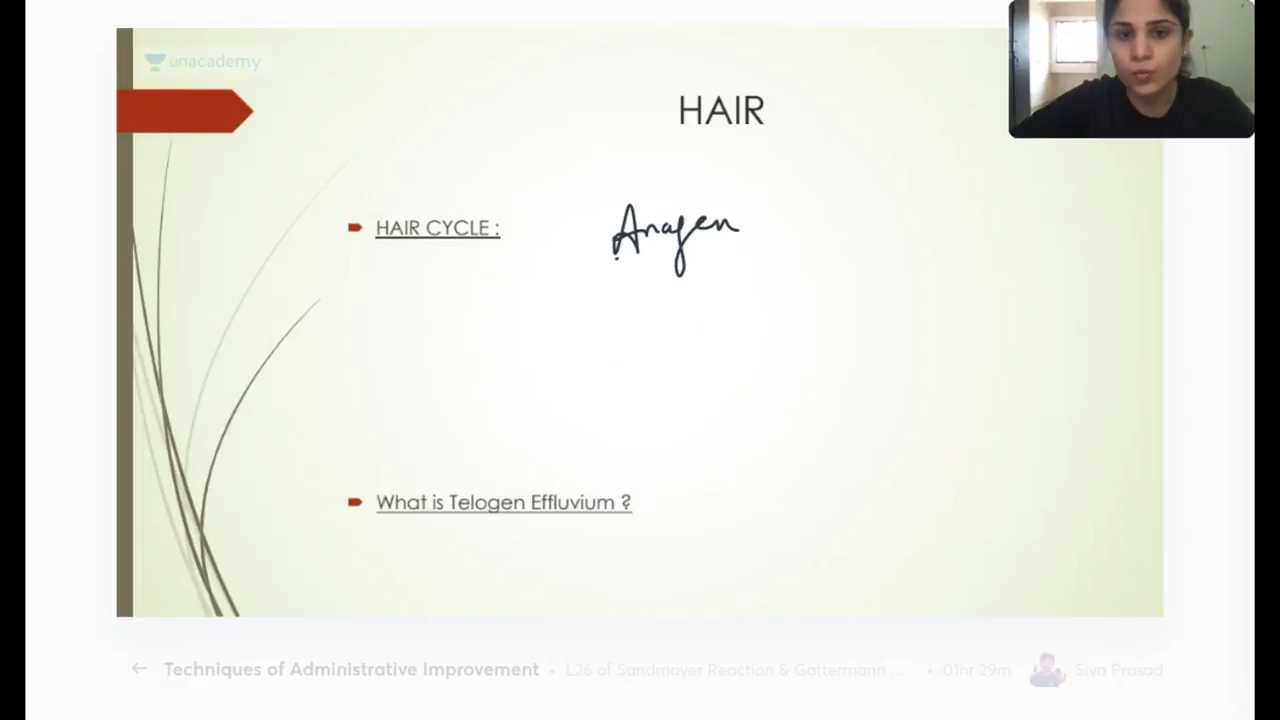 unacademy
HAIR
HAIR CYCLE :
Anagen
What is Telogen Effluvium ?
← Techniques of Administrative Improvement • L26 of Sandmayer Reaction & Gattermann ... • 01hr 29m Siva Prasad